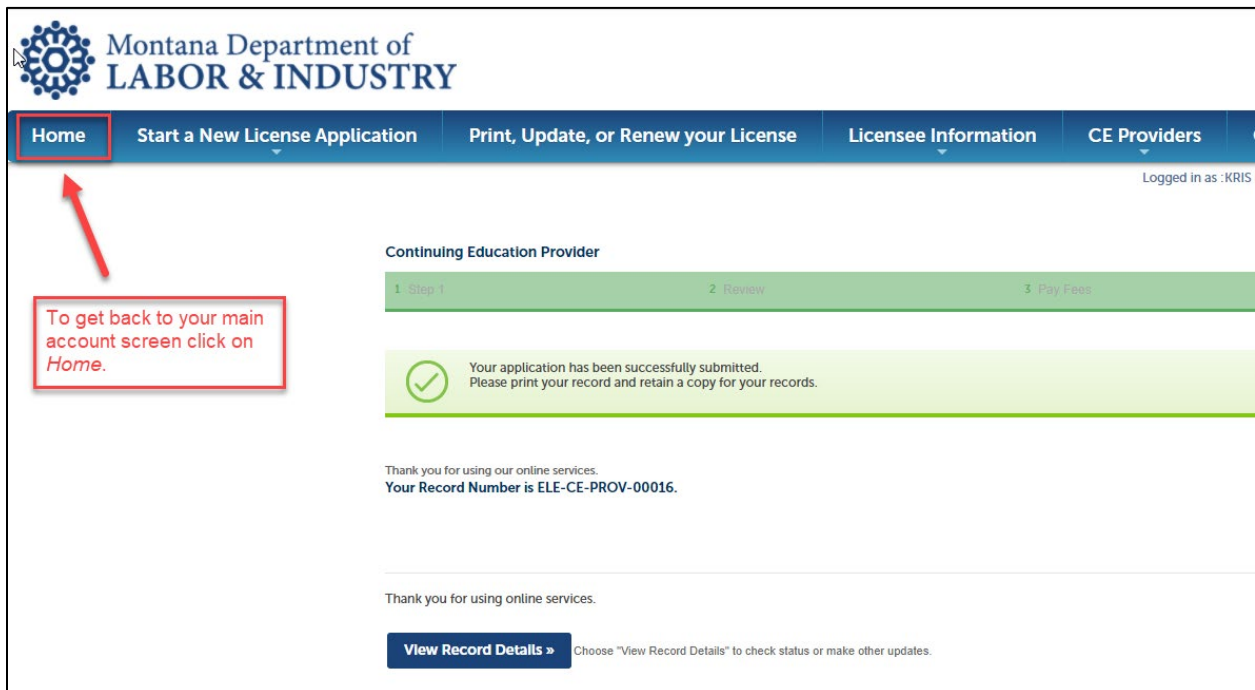 Montana Department of
LABOR & INDUSTRY
Home Start a New License Application Print, Update, or Renew your License Licensee Information CE Providers
Logged in as :KRIS
To get back to your main
account screen click on
Home.
Continuing Education Provider
1 Step 1 2 Review 3 Pay Fees
Your application has been successfully submitted.
Please print your record and retain a copy for your records.
Thank you for using our online services.
Your Record Number is ELE-CE-PROV-00016.
Thank you for using online services.
View Record Details » Choose "View Record Details" to check status or make other updates.